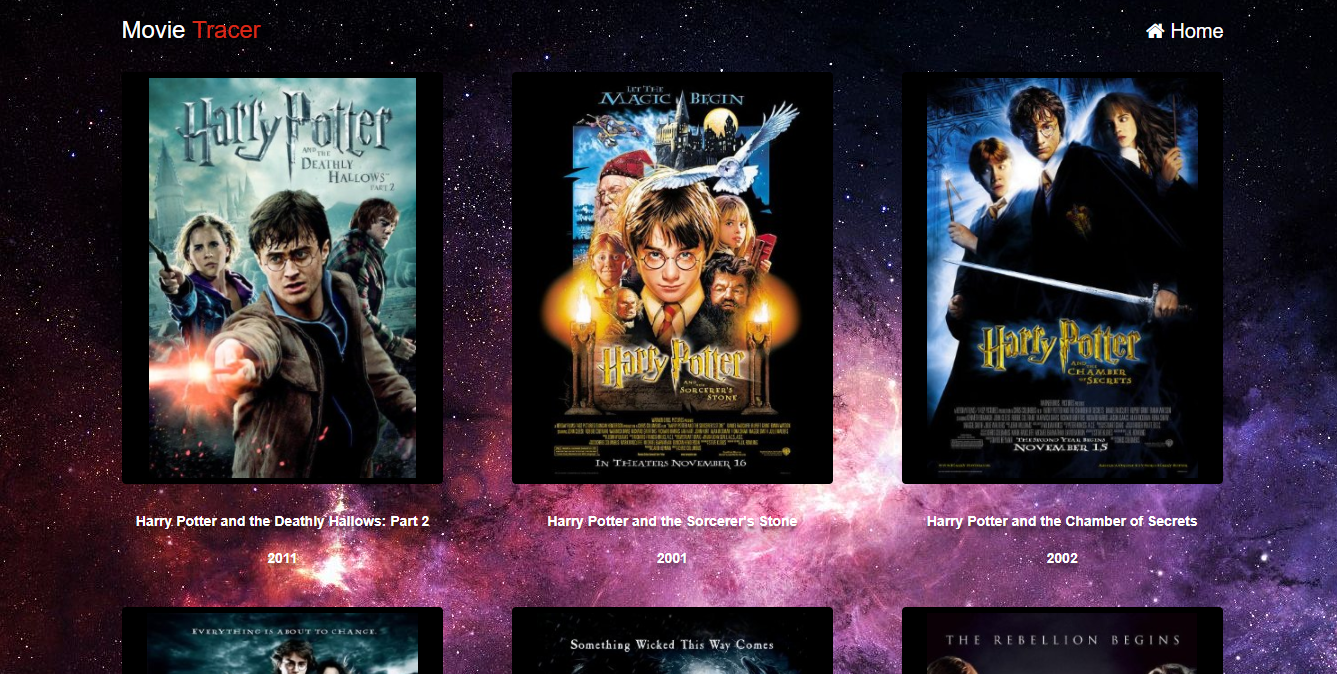 Movie Tracer
Home
Harry Potter
AND THE
DEATHLY
HALLOWS
PART 2
LET THE
MAGIC BEGIN
Harry Potter
AND THE
SORCERER'S
STONE
IN THEATERS NOVEMBER 16
Harry Potter
AND THE
CHAMBER
OF SECRETS
THE SECOND YEAR BEGINS
NOVEMBER 15
Harry Potter and the Deathly Hallows: Part 2
2011
Harry Potter and the Sorcerer's Stone
2001
Harry Potter and the Chamber of Secrets
2002
EVERYTHING IS ABOUT TO CHANGE.
Something Wicked This Way Comes
THE REBELLION BEGINS